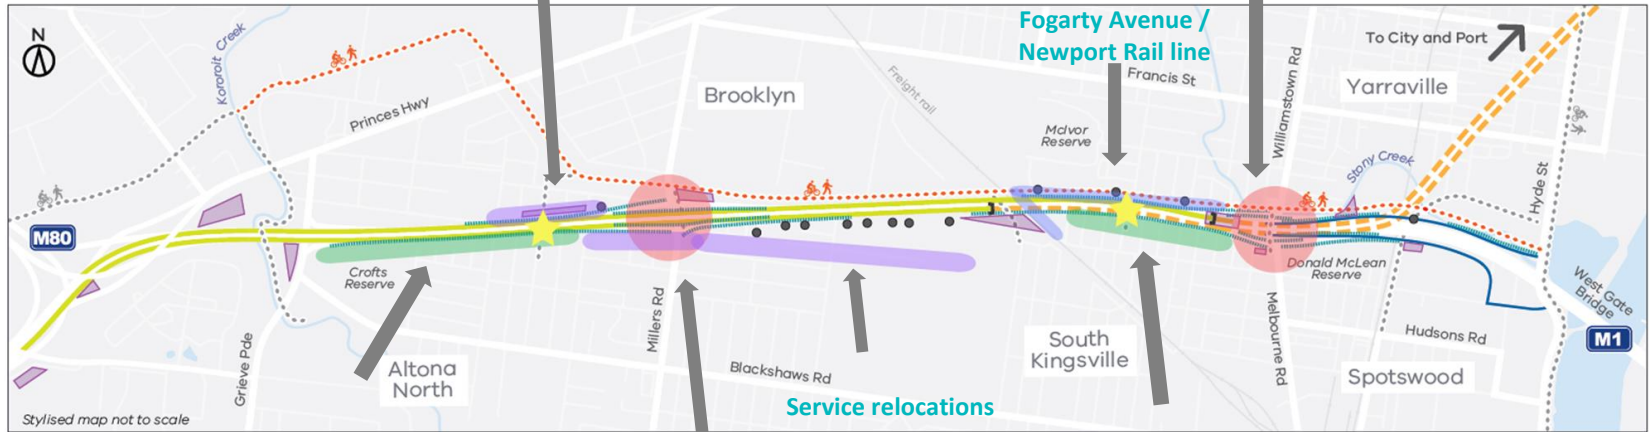 Fogarty Avenue /
Newport Rail line
N
Kororoit Creek
To City and Port
Francis St
Williamstown Rd
Yarraville
Freight rail
Brooklyn
Princes Hwy
McIvor
Reserve
Stony Creek
Hyde St
M80
Crofts
Reserve
Donald McLean
Reserve
West Gate
Bridge
Millers Rd
Melbourne Rd
Grieve Pde
South
Kingsville
Hudsons Rd
M1
Altona
North
Blackshaws Rd
Spotswood
Service relocations
Stylised map not to scale